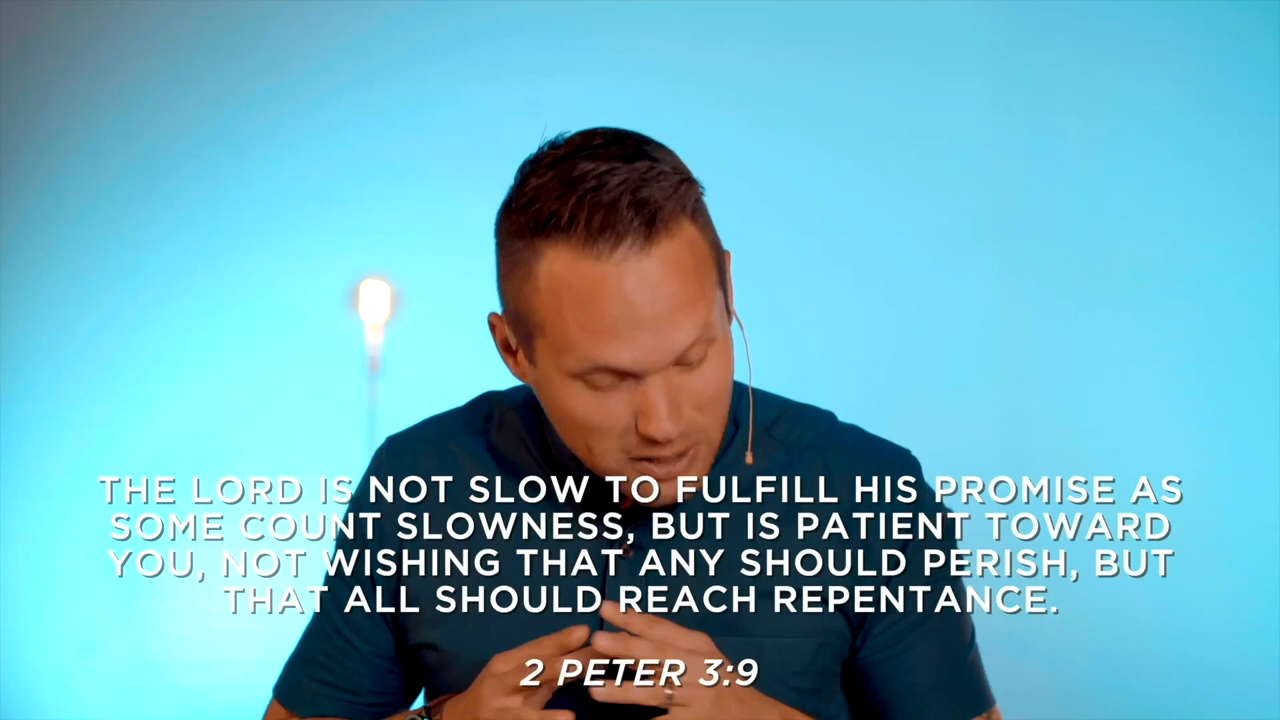 THE LORD IS NOT SLOW TO FULFILL HIS PROMISE AS
SOME COUNT SLOWNESS, BUT IS PATIENT TOWARD
YOU, NOT WISHING THAT ANY SHOULD PERISH, BUT
THAT ALL SHOULD REACH REPENTANCE.
2 PETER 3:9